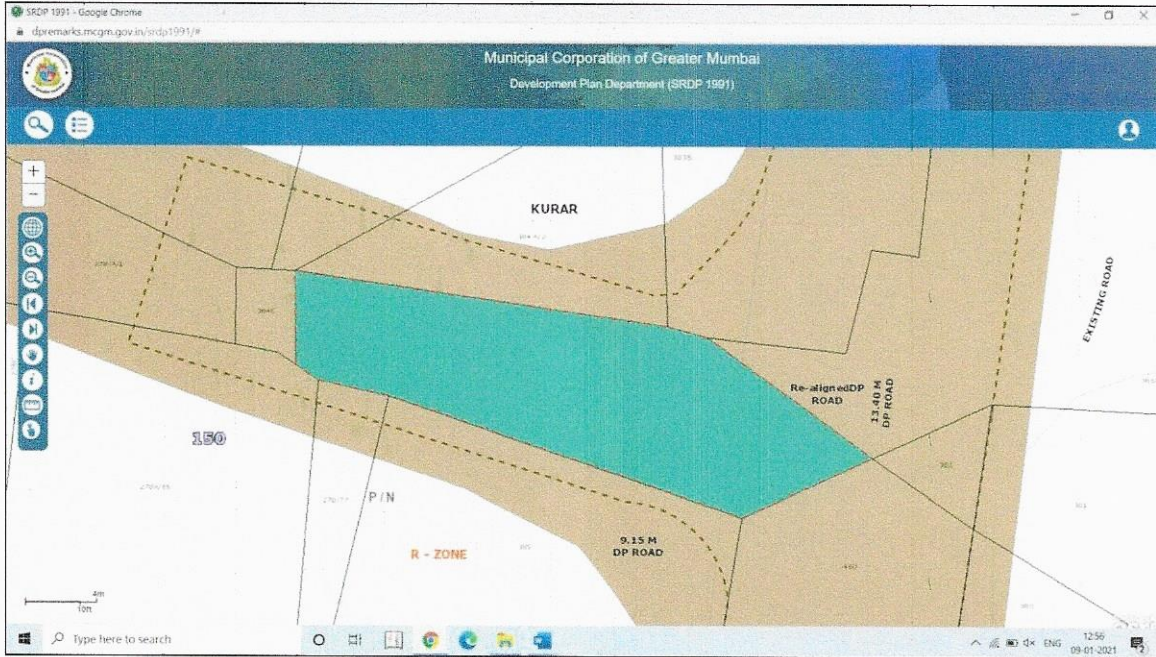 SRDP 1991 - Google Chrome
dpremarks.mcgm.gov.in/srdp1991/#
Municipal Corporation of Greater Mumbai
Development Plan Department (SRDP 1991)
KURAR
EXISTING ROAD
Re-alignedDP
ROAD
13.40 M
DP ROAD
150
P/N
R - ZONE
9.15 M
DP ROAD
460
4m
10ft
Type here to search
ENG
12:56
09-01-2021